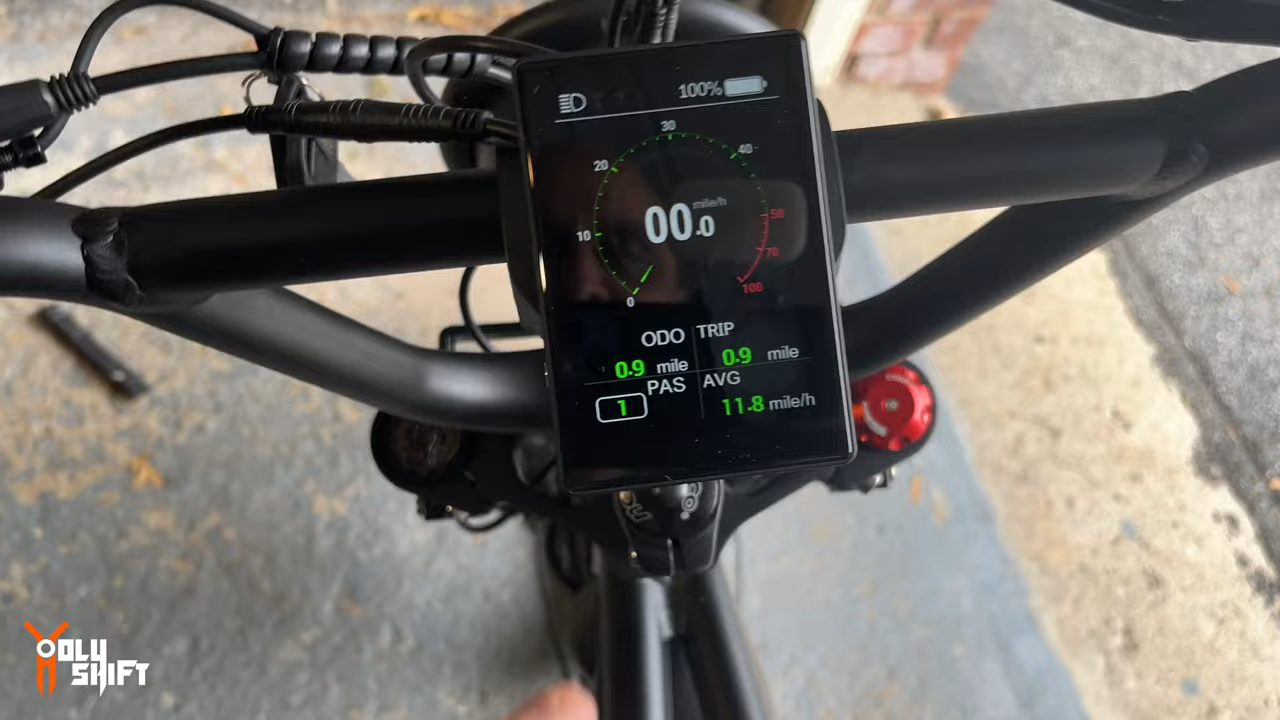 100%
30
20
40
mile/h
00.0
50
10
70
0
100
ODO TRIP
0.9 mile 0.9 mile
PAS AVG
1 11.8 mile/h
YOLY
SHIFT